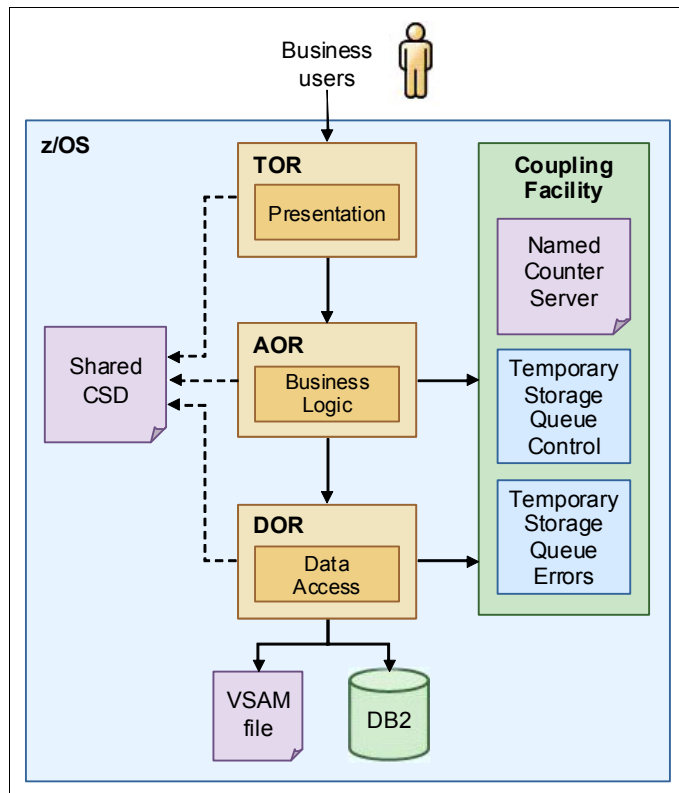 Business
users
z/OS
TOR
Presentation
Coupling
Facility
Named
Counter
Server
Shared
CSD
AOR
Business
Logic
Temporary
Storage
Queue
Control
DOR
Data
Access
Temporary
Storage
Queue
Errors
VSAM
file
DB2